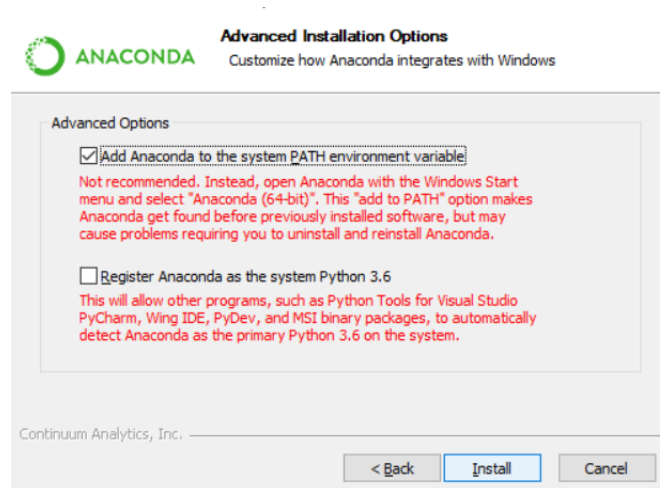 Advanced Installation Options
ANACONDA
Customize how Anaconda integrates with Windows
Advanced Options
Add Anaconda to the system PATH environment variable
Not recommended. Instead, open Anaconda with the Windows Start
menu and select "Anaconda (64-bit)". This "add to PATH" option makes
Anaconda get found before previously installed software, but may
cause problems requiring you to uninstall and reinstall Anaconda.
Register Anaconda as the system Python 3.6
This will allow other programs, such as Python Tools for Visual Studio
PyCharm, Wing IDE, PyDev, and MSI binary packages, to automatically
detect Anaconda as the primary Python 3.6 on the system.
Continuum Analytics, Inc.
< Back
Install
Cancel